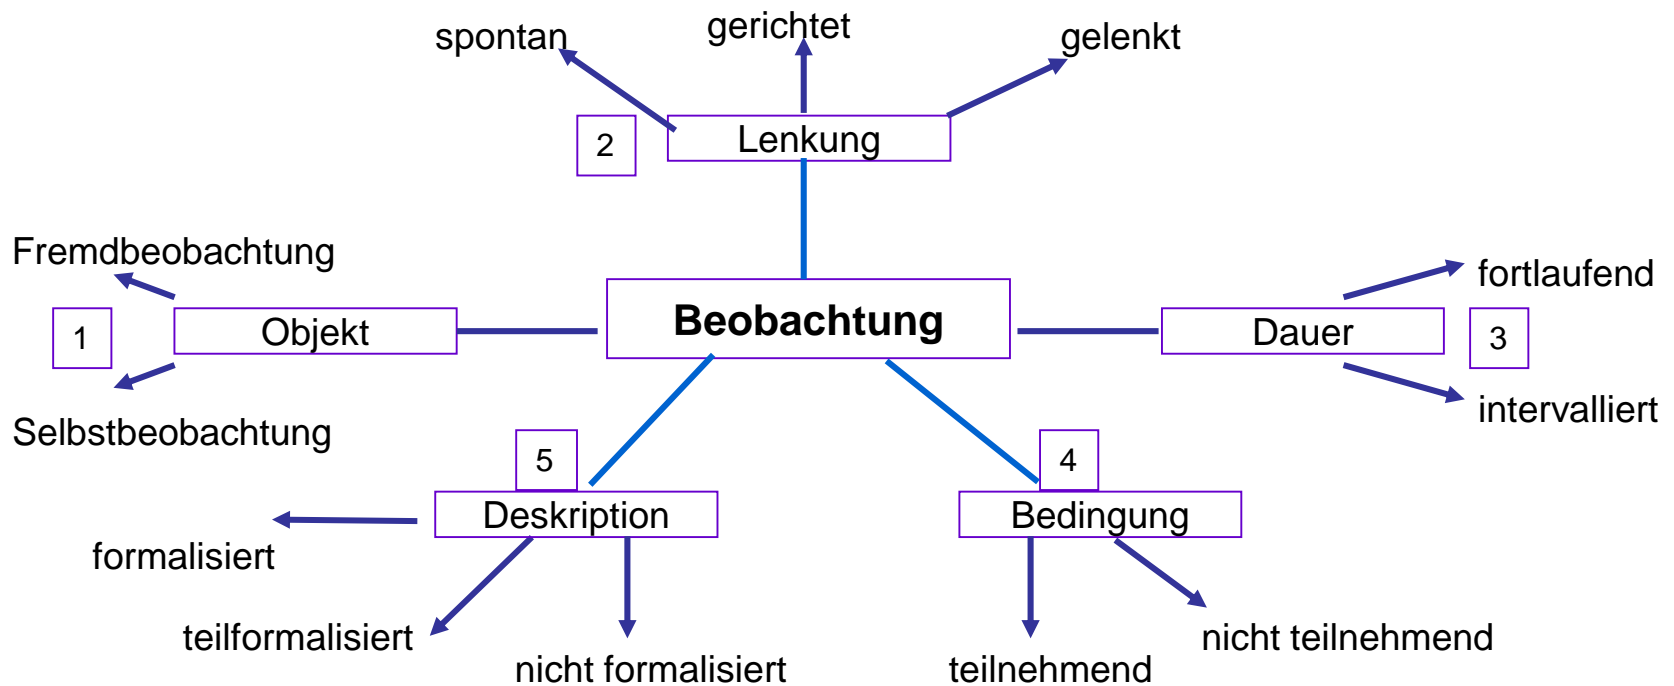 spontan
gerichtet
gelenkt
2
Lenkung
Fremdbeobachtung
fortlaufend
1
Objekt
Beobachtung
Dauer
3
Selbstbeobachtung
intervalliert
5
4
Deskription
Bedingung
formalisiert
teilformalisiert
nicht formalisiert
teilnehmend
nicht teilnehmend